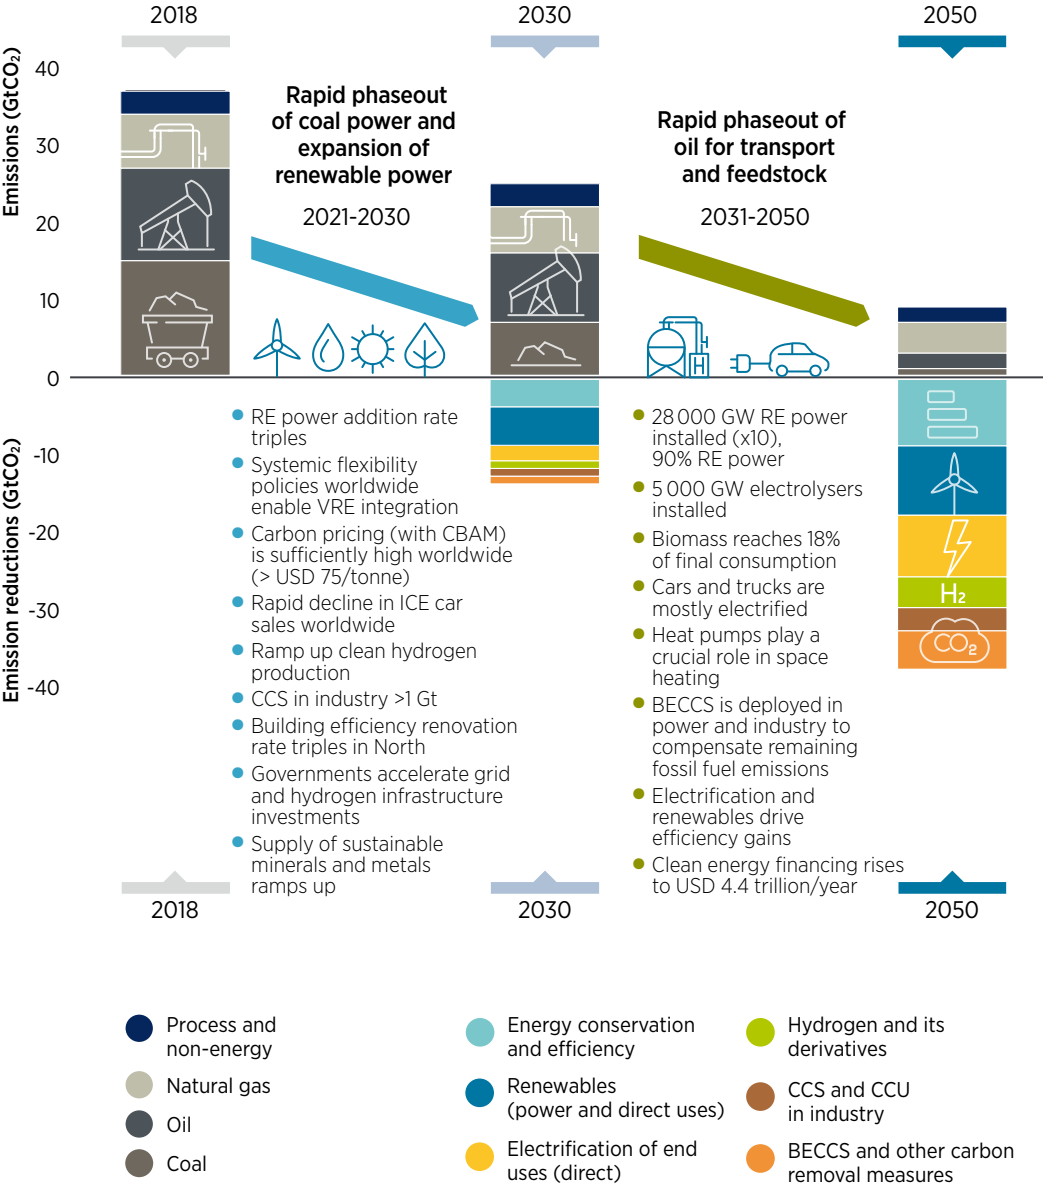 2018
2030
2050
Emissions (GtCO₂)
40
30
20
10
0
Rapid phaseout
of coal power and
expansion of
renewable power
2021-2030
Rapid phaseout of
oil for transport
and feedstock
2031-2050
H
Emission reductions (GtCO₂)
-10
-20
-30
-40
RE power addition rate
triples
Systemic flexibility
policies worldwide
enable VRE integration
Carbon pricing (with CBAM)
is sufficiently high worldwide
(> USD 75/tonne)
Rapid decline in ICE car
sales worldwide
Ramp up clean hydrogen
production
CCS in industry >1 Gt
Building efficiency renovation
rate triples in North
Governments accelerate grid
and hydrogen infrastructure
investments
Supply of sustainable
minerals and metals
ramps up
28 000 GW RE power
installed (x10),
90% RE power
5 000 GW electrolysers
installed
Biomass reaches 18%
of final consumption
Cars and trucks are
mostly electrified
Heat pumps play a
crucial role in space
heating
BECCS is deployed in
power and industry to
compensate remaining
fossil fuel emissions
Electrification and
renewables drive
efficiency gains
Clean energy financing rises
to USD 4.4 trillion/year
H₂
CO₂
2018
2030
2050
Process and
non-energy
Natural gas
Oil
Coal
Energy conservation
and efficiency
Renewables
(power and direct uses)
Electrification of end
uses (direct)
Hydrogen and its
derivatives
CCS and CCU
in industry
BECCS and other carbon
removal measures